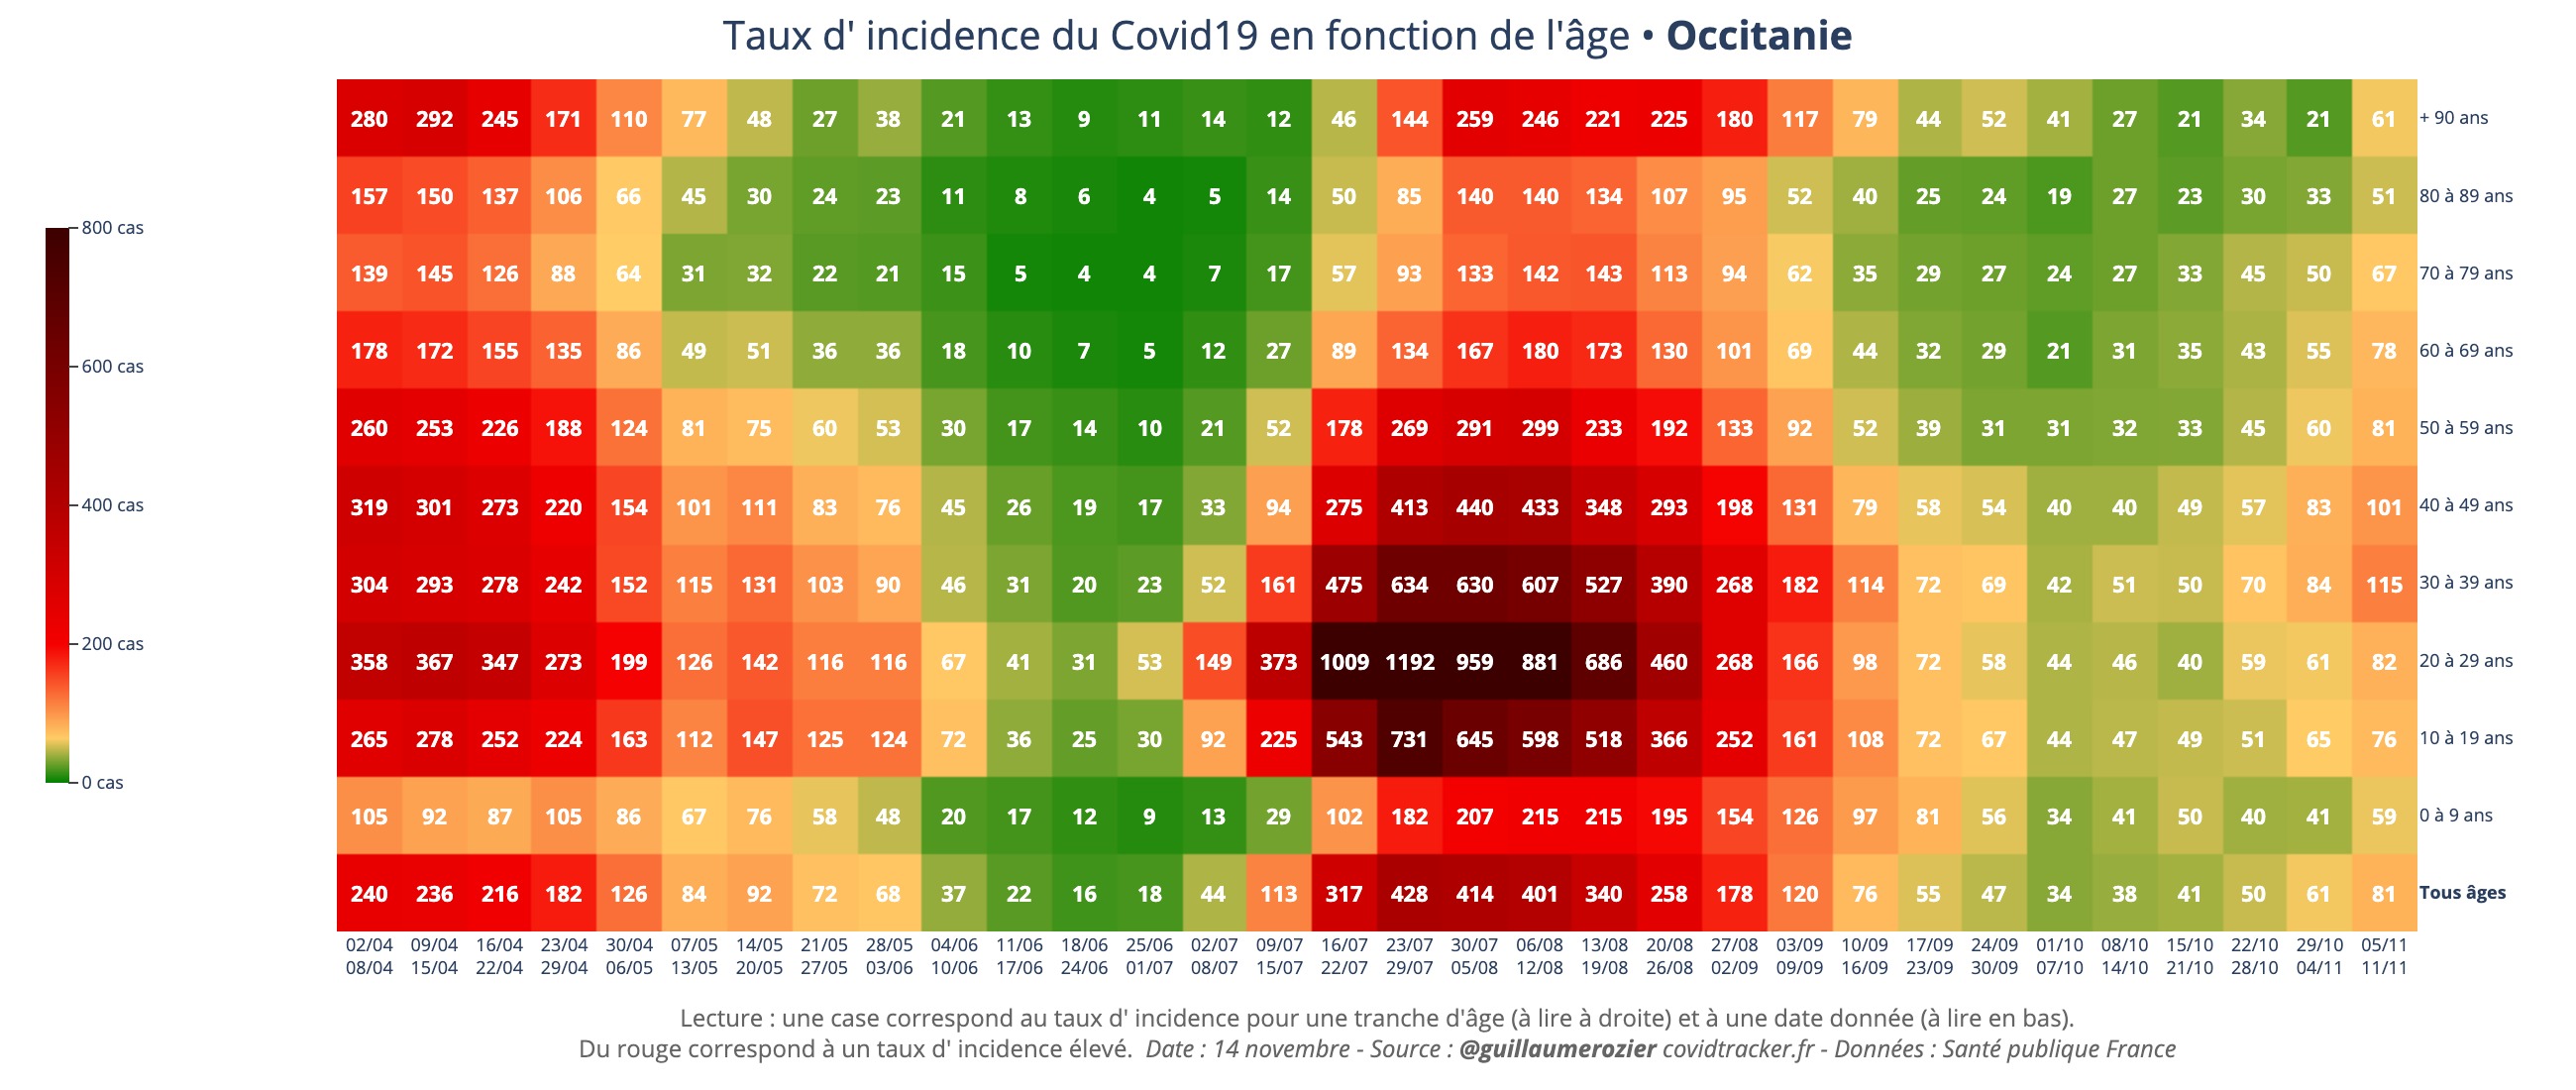 Taux d' incidence du Covid19 en fonction de l'âge • Occitanie
800 cas
600 cas
400 cas
200 cas
0 cas
280 292 245 171 110 77 48 27 38 21 13 9 11 14 12 46 144 259 246 221 225 180 117 79 44 52 41 27 21 34 21 61 + 90 ans
157 150 137 106 66 45 30 24 23 11 8 6 4 5 14 50 85 140 140 134 107 95 52 40 25 24 19 27 23 30 33 51 80 à 89 ans
139 145 126 88 64 31 32 22 21 15 5 4 4 7 17 57 93 133 142 143 113 94 62 35 29 27 24 27 33 45 50 67 70 à 79 ans
178 172 155 135 86 49 51 36 36 18 10 7 5 12 27 89 134 167 180 173 130 101 69 44 32 29 21 31 35 43 55 78 60 à 69 ans
260 253 226 188 124 81 75 60 53 30 17 14 10 21 52 178 269 291 299 233 192 133 92 52 39 31 31 32 33 45 60 81 50 à 59 ans
319 301 273 220 154 101 111 83 76 45 26 19 17 33 94 275 413 440 433 348 293 198 131 79 58 54 40 40 49 57 83 101 40 à 49 ans
304 293 278 242 152 115 131 103 90 46 31 20 23 52 161 475 634 630 607 527 390 268 182 114 72 69 42 51 50 70 84 115 30 à 39 ans
358 367 347 273 199 126 142 116 116 67 41 31 53 149 373 1009 1192 959 881 686 460 268 166 98 72 58 44 46 40 59 61 82 20 à 29 ans
265 278 252 224 163 112 147 125 124 72 36 25 30 92 225 543 731 645 598 518 366 252 161 108 72 67 44 47 49 51 65 76 10 à 19 ans
105 92 87 105 86 67 76 58 48 20 17 12 9 13 29 102 182 207 215 215 195 154 126 97 81 56 34 41 50 40 41 59 0 à 9 ans
240 236 216 182 126 84 92 72 68 37 22 16 18 44 113 317 428 414 401 340 258 178 120 76 55 47 34 38 41 50 61 81 Tous âges
02/04 09/04 16/04 23/04 30/04 07/05 14/05 21/05 28/05 04/06 11/06 18/06 25/06 02/07 09/07 16/07 23/07 30/07 06/08 13/08 20/08 27/08 03/09 10/09 17/09 24/09 01/10 08/10 15/10 22/10 29/10 05/11
08/04 15/04 22/04 29/04 06/05 13/05 20/05 27/05 03/06 10/06 17/06 24/06 01/07 08/07 15/07 22/07 29/07 05/08 12/08 19/08 26/08 02/09 09/09 16/09 23/09 30/09 07/10 14/10 21/10 28/10 04/11 11/11
Lecture : une case correspond au taux d' incidence pour une tranche d'âge (à lire à droite) et à une date donnée (à lire en bas).
Du rouge correspond à un taux d' incidence élevé. Date : 14 novembre - Source : @guillaumerozier covidtracker.fr - Données : Santé publique France